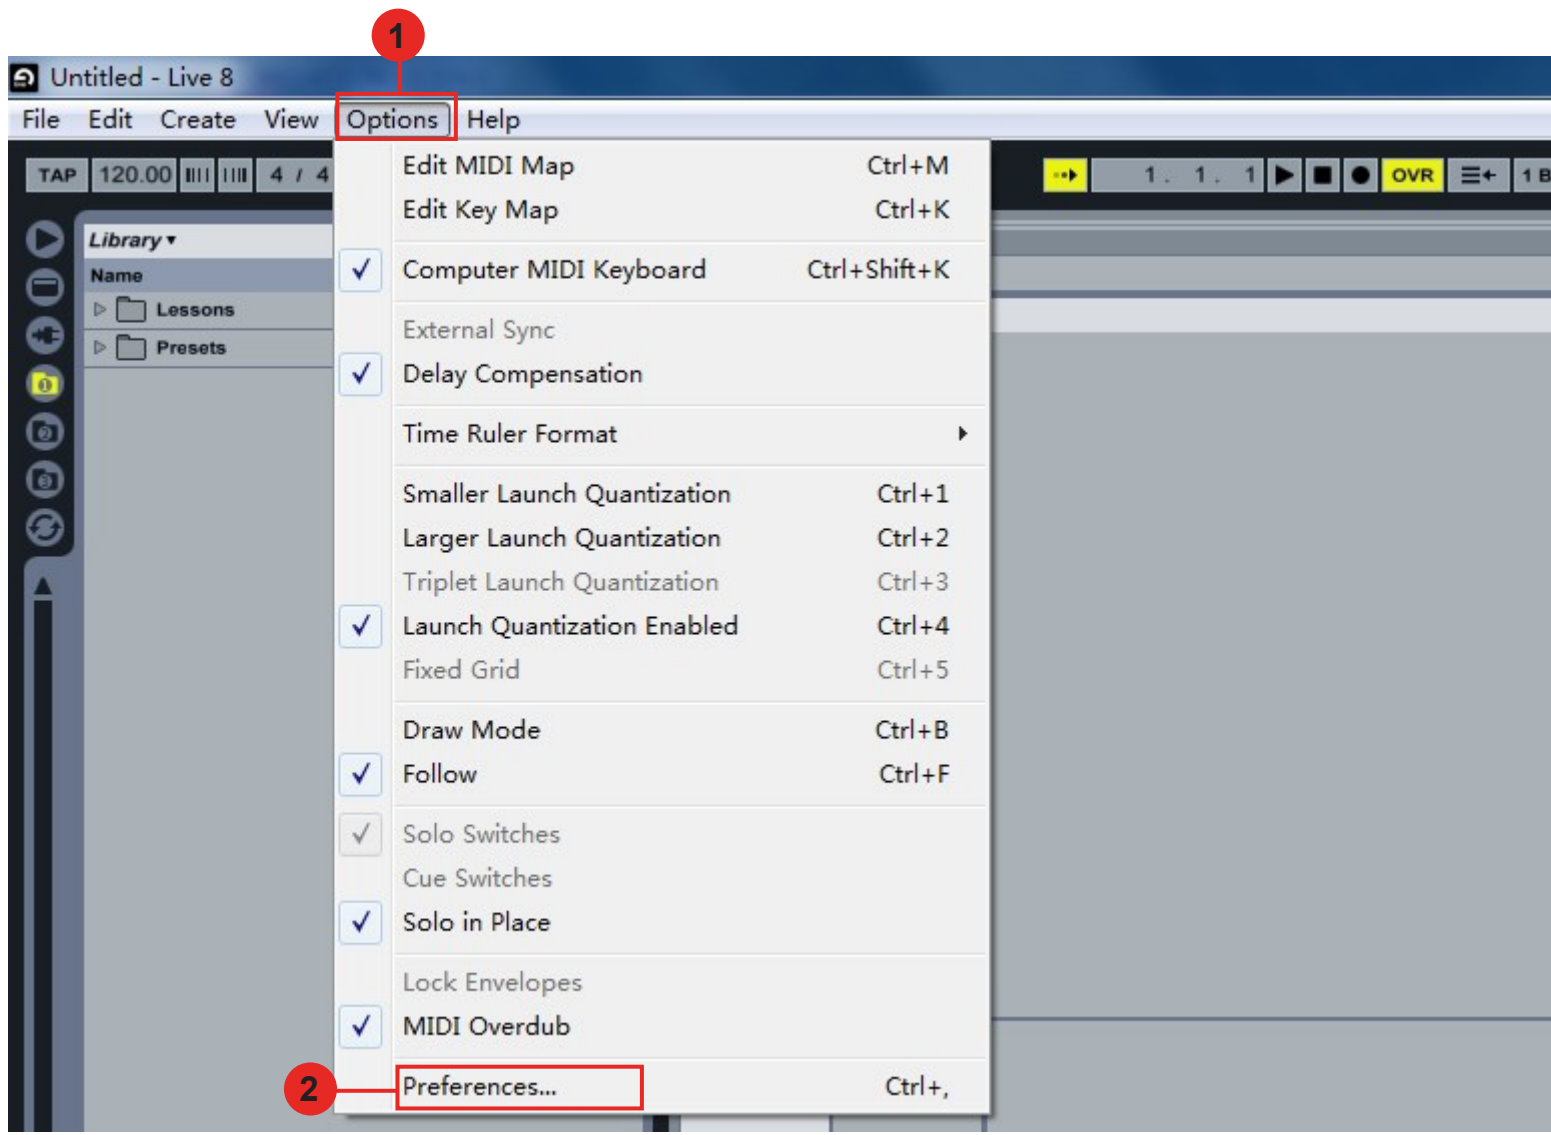 1
Untitled - Live 8
File Edit Create View Options Help
TAP 120.00 4 / 4
1. 1. 1 OVR 1 B
Library
Name
Lessons
Presets
1
2
3
Edit MIDI Map Ctrl+M
Edit Key Map Ctrl+K
Computer MIDI Keyboard Ctrl+Shift+K
External Sync
Delay Compensation
Time Ruler Format
Smaller Launch Quantization Ctrl+1
Larger Launch Quantization Ctrl+2
Triplet Launch Quantization Ctrl+3
Launch Quantization Enabled Ctrl+4
Fixed Grid Ctrl+5
Draw Mode Ctrl+B
Follow Ctrl+F
Solo Switches
Cue Switches
Solo in Place
Lock Envelopes
MIDI Overdub
2 Preferences... Ctrl+,